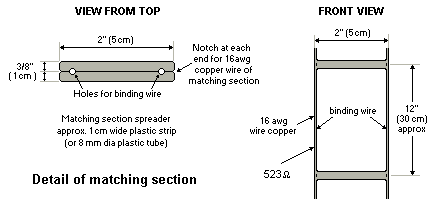 VIEW FROM TOP
2" (5cm)
3/8"
(1cm)
Notch at each
end for 16awg
copper wire of
matching section
Holes for binding wire
Matching section spreader
approx. 1cm wide plastic strip
(or 8 mm dia plastic tube)
Detail of matching section
FRONT VIEW
2" (5cm)
16 awg
wire copper
binding wire
12"
(30 cm)
approx
523Ω